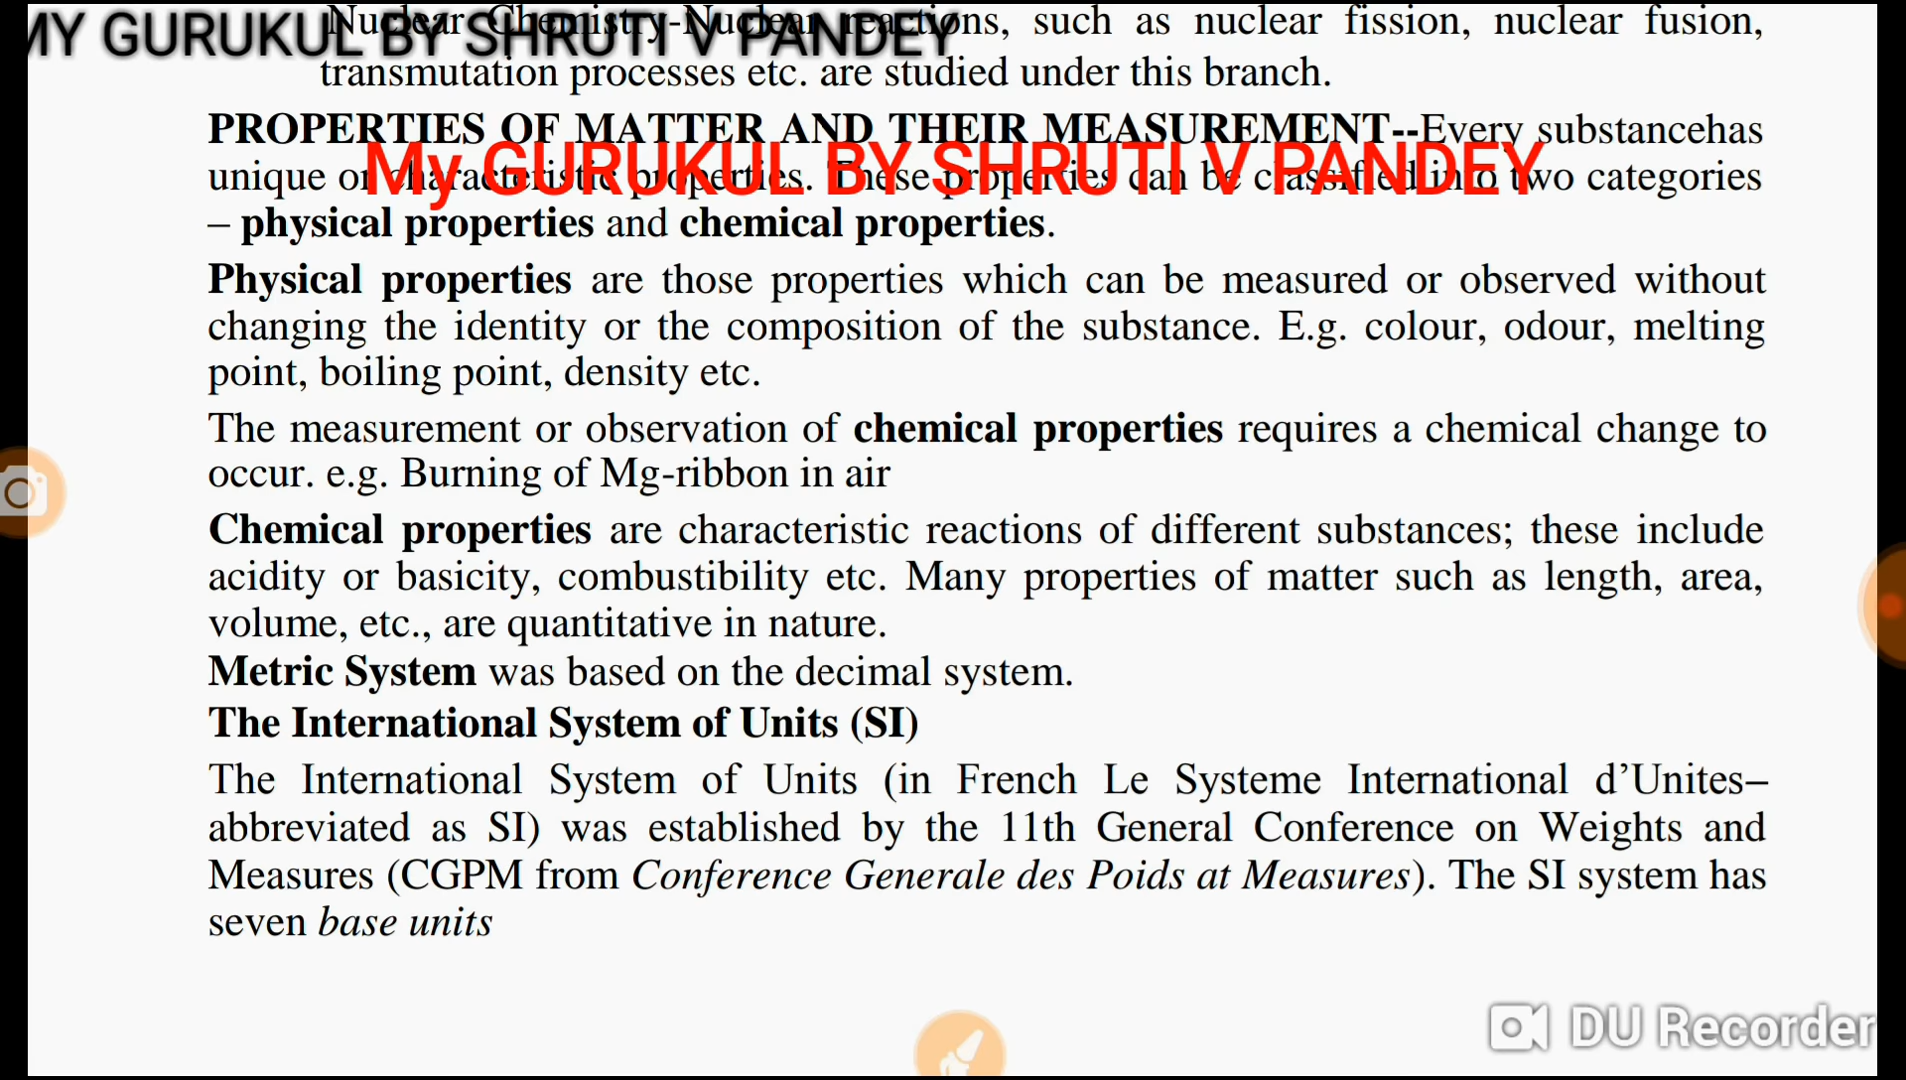 Nuclear Chemistry-Nuclear reactions, such as nuclear fission, nuclear fusion,
MY GURUKUL BY SHRUTI V PANDEY
transmutation processes etc. are studied under this branch.
PROPERTIES OF MATTER AND THEIR MEASUREMENT--Every substancehas
My GURUKUL BY SHRUTI V PANDEY
unique or characteristic properties. These properties can be classified into two categories
– physical properties and chemical properties.
Physical properties are those properties which can be measured or observed without
changing the identity or the composition of the substance. E.g. colour, odour, melting
point, boiling point, density etc.
The measurement or observation of chemical properties requires a chemical change to
occur. e.g. Burning of Mg-ribbon in air
Chemical properties are characteristic reactions of different substances; these include
acidity or basicity, combustibility etc. Many properties of matter such as length, area,
volume, etc., are quantitative in nature.
Metric System was based on the decimal system.
The International System of Units (SI)
The International System of Units (in French Le Systeme International d’Unites–
abbreviated as SI) was established by the 11th General Conference on Weights and
Measures (CGPM from Conference Generale des Poids at Measures). The SI system has
seven base units
DU Recorder